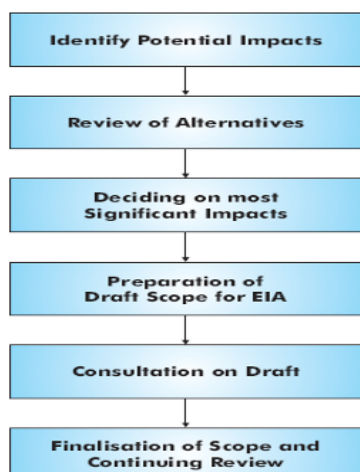 Identify Potential Impacts
Review of Alternatives
Deciding on most
Significant Impacts
Preparation of
Draft Scope for EIA
Consultation on Draft
Finalisation of Scope and
Continuing Review